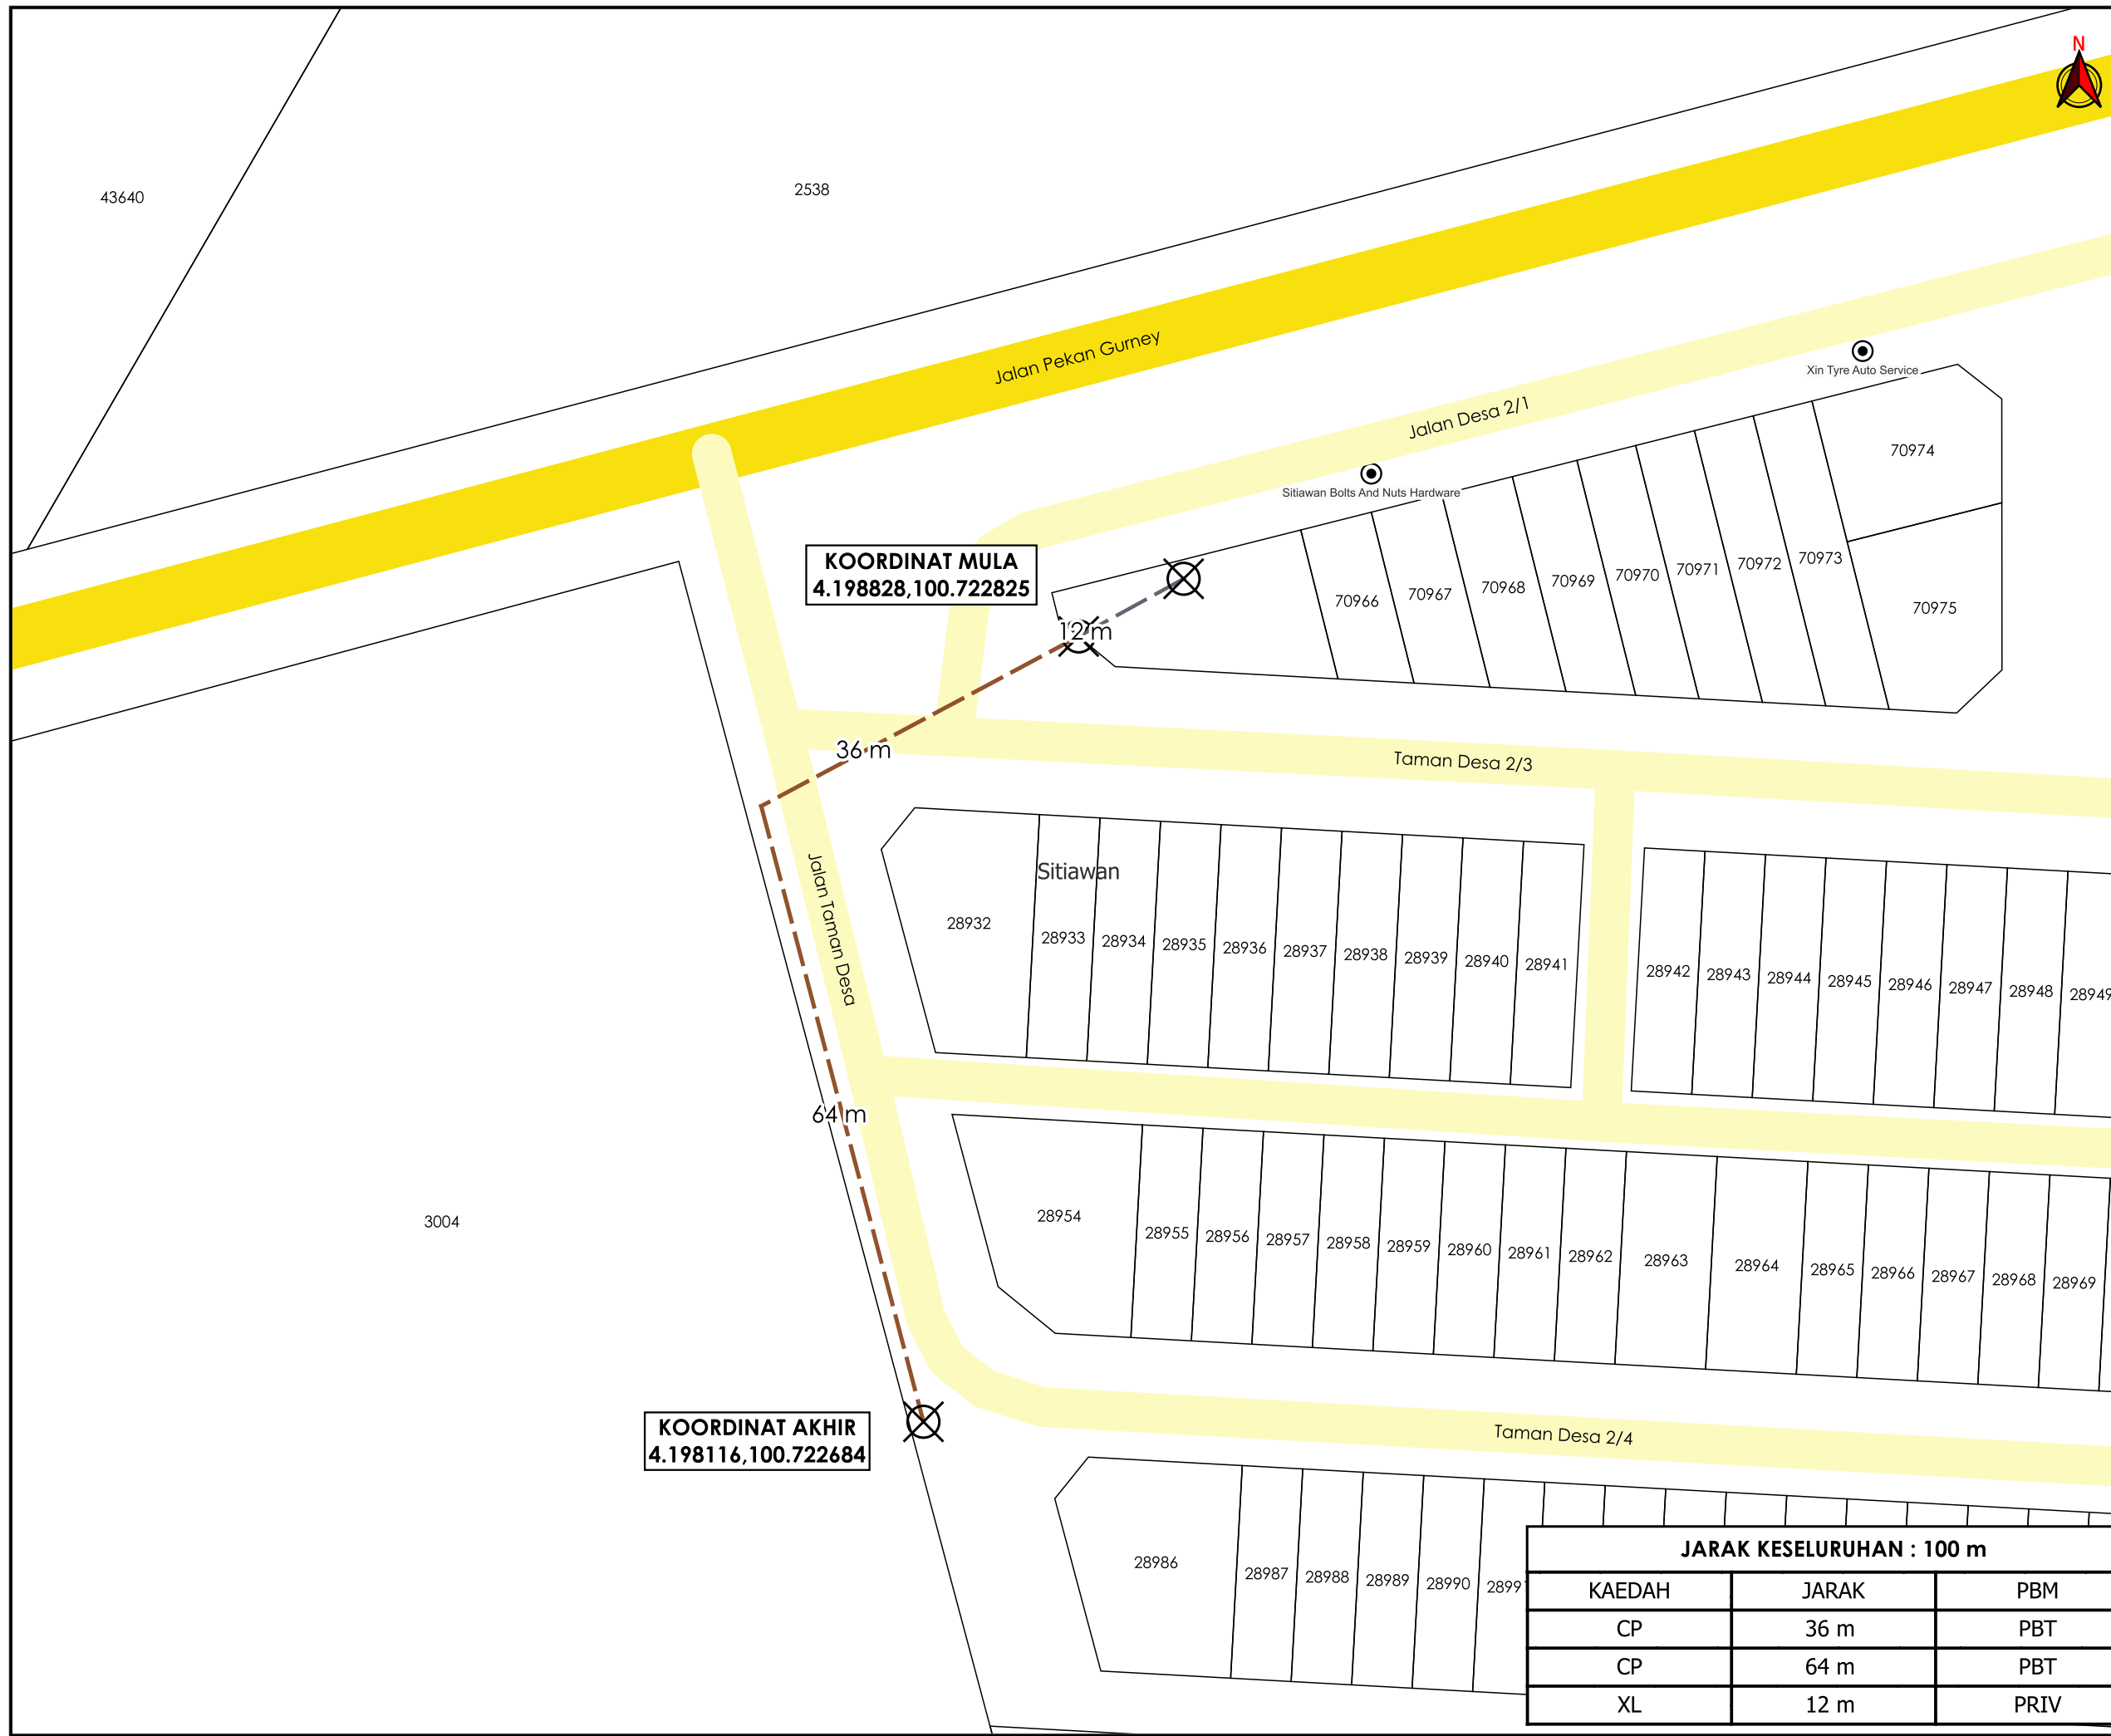 N
43640
2538
Jalan Pekan Gurney
Xin Tyre Auto Service
Jalan Desa 2/1
Sitiawan Bolts And Nuts Hardware
70974
70973
70972
70971
70970
70969
70968
70967
70966
70975
KOORDINAT MULA
4.198828,100.722825
12 m
36 m
Taman Desa 2/3
Jalan Taman Desa
Sitiawan
28932
28933
28934
28935
28936
28937
28938
28939
28940
28941
28942
28943
28944
28945
28946
28947
28948
28949
64 m
3004
28954
28955
28956
28957
28958
28959
28960
28961
28962
28963
28964
28965
28966
28967
28968
28969
KOORDINAT AKHIR
4.198116,100.722684
Taman Desa 2/4
28986
28987
28988
28989
28990
JARAK KESELURUHAN : 100 m
KAEDAH JARAK PBM
CP 36 m PBT
CP 64 m PBT
XL 12 m PRIV